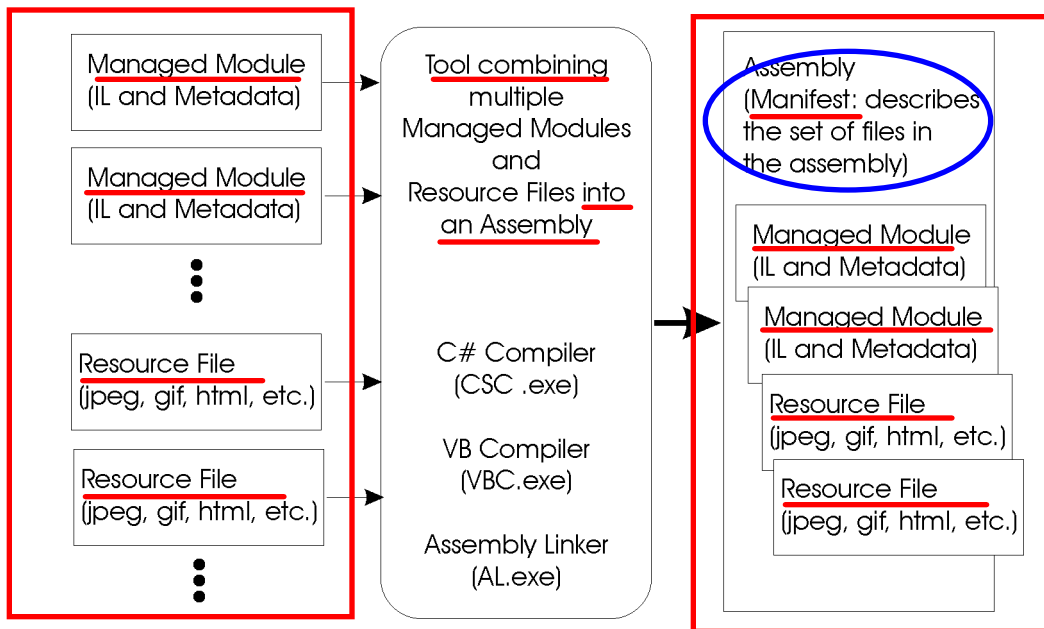 Managed Module
(IL and Metadata)
Managed Module
(IL and Metadata)
Resource File
(jpeg, gif, html, etc.)
Resource File
(jpeg, gif, html, etc.)
Tool combining
multiple
Managed Modules
and
Resource Files into
an Assembly
C# Compiler
(CSC .exe)
VB Compiler
(VBC.exe)
Assembly Linker
(AL.exe)
Assembly
(Manifest: describes
the set of files in
the assembly)
Managed Module
(IL and Metadata)
Managed Module
(IL and Metadata)
Resource File
(jpeg, gif, html, etc.)
Resource File
(jpeg, gif, html, etc.)